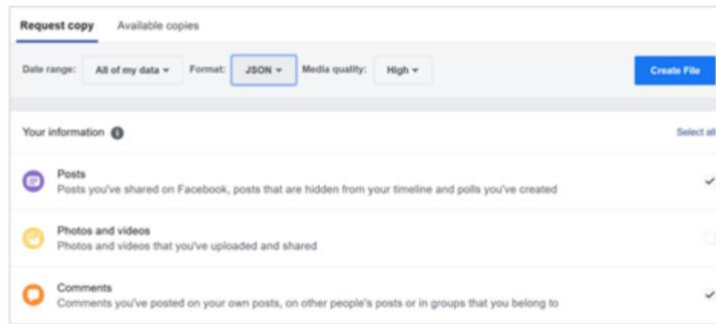 Request copy Available copies
Date range: All of my data Format: JSON Media quality: High Create File
Your information Select all
Posts
Posts you've shared on Facebook, posts that are hidden from your timeline and polls you've created
Photos and videos
Photos and videos that you've uploaded and shared
Comments
Comments you've posted on your own posts, on other people's posts or in groups that you belong to